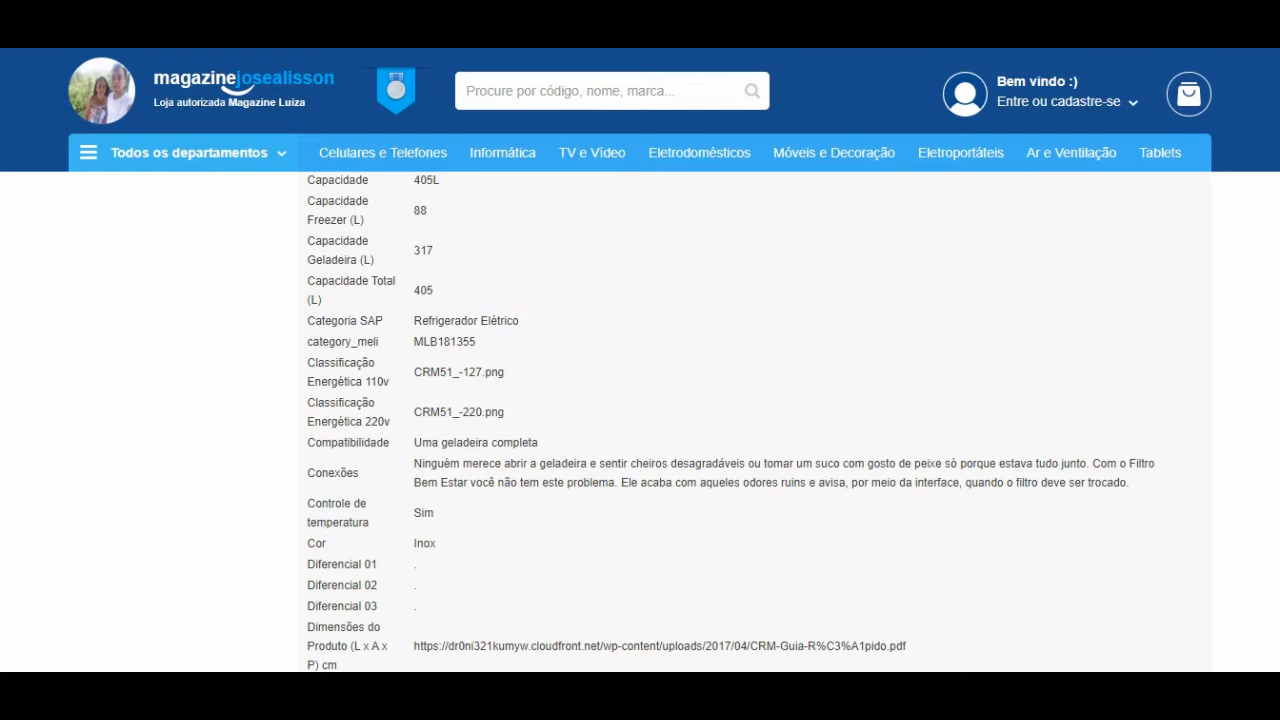 magazinejosealisson
Loja autorizada Magazine Luiza
Procure por código, nome, marca...
Bem vindo :)
Entre ou cadastre-se
Todos os departamentos
Celulares e Telefones
Informática
TV e Vídeo
Eletrodomésticos
Móveis e Decoração
Eletroportáteis
Ar e Ventilação
Tablets
Capacidade 405L
Capacidade
Freezer (L) 88
Capacidade
Geladeira (L) 317
Capacidade Total
(L) 405
Categoria SAP Refrigerador Elétrico
category_meli MLB181355
Classificação
Energética 110v CRM51_-127.png
Classificação
Energética 220v CRM51_-220.png
Compatibilidade Uma geladeira completa
Conexões
Ninguém merece abrir a geladeira e sentir cheiros desagradáveis ou tomar um suco com gosto de peixe só porque estava tudo junto. Com o Filtro
Bem Estar você não tem este problema. Ele acaba com aqueles odores ruins e avisa, por meio da interface, quando o filtro deve ser trocado.
Controle de
temperatura Sim
Cor Inox
Diferencial 01 .
Diferencial 02 .
Diferencial 03 .
Dimensões do
Produto (L x A x https://dr0ni321kumyw.cloudfront.net/wp-content/uploads/2017/04/CRM-Guia-R%C3%A1pido.pdf
P) cm